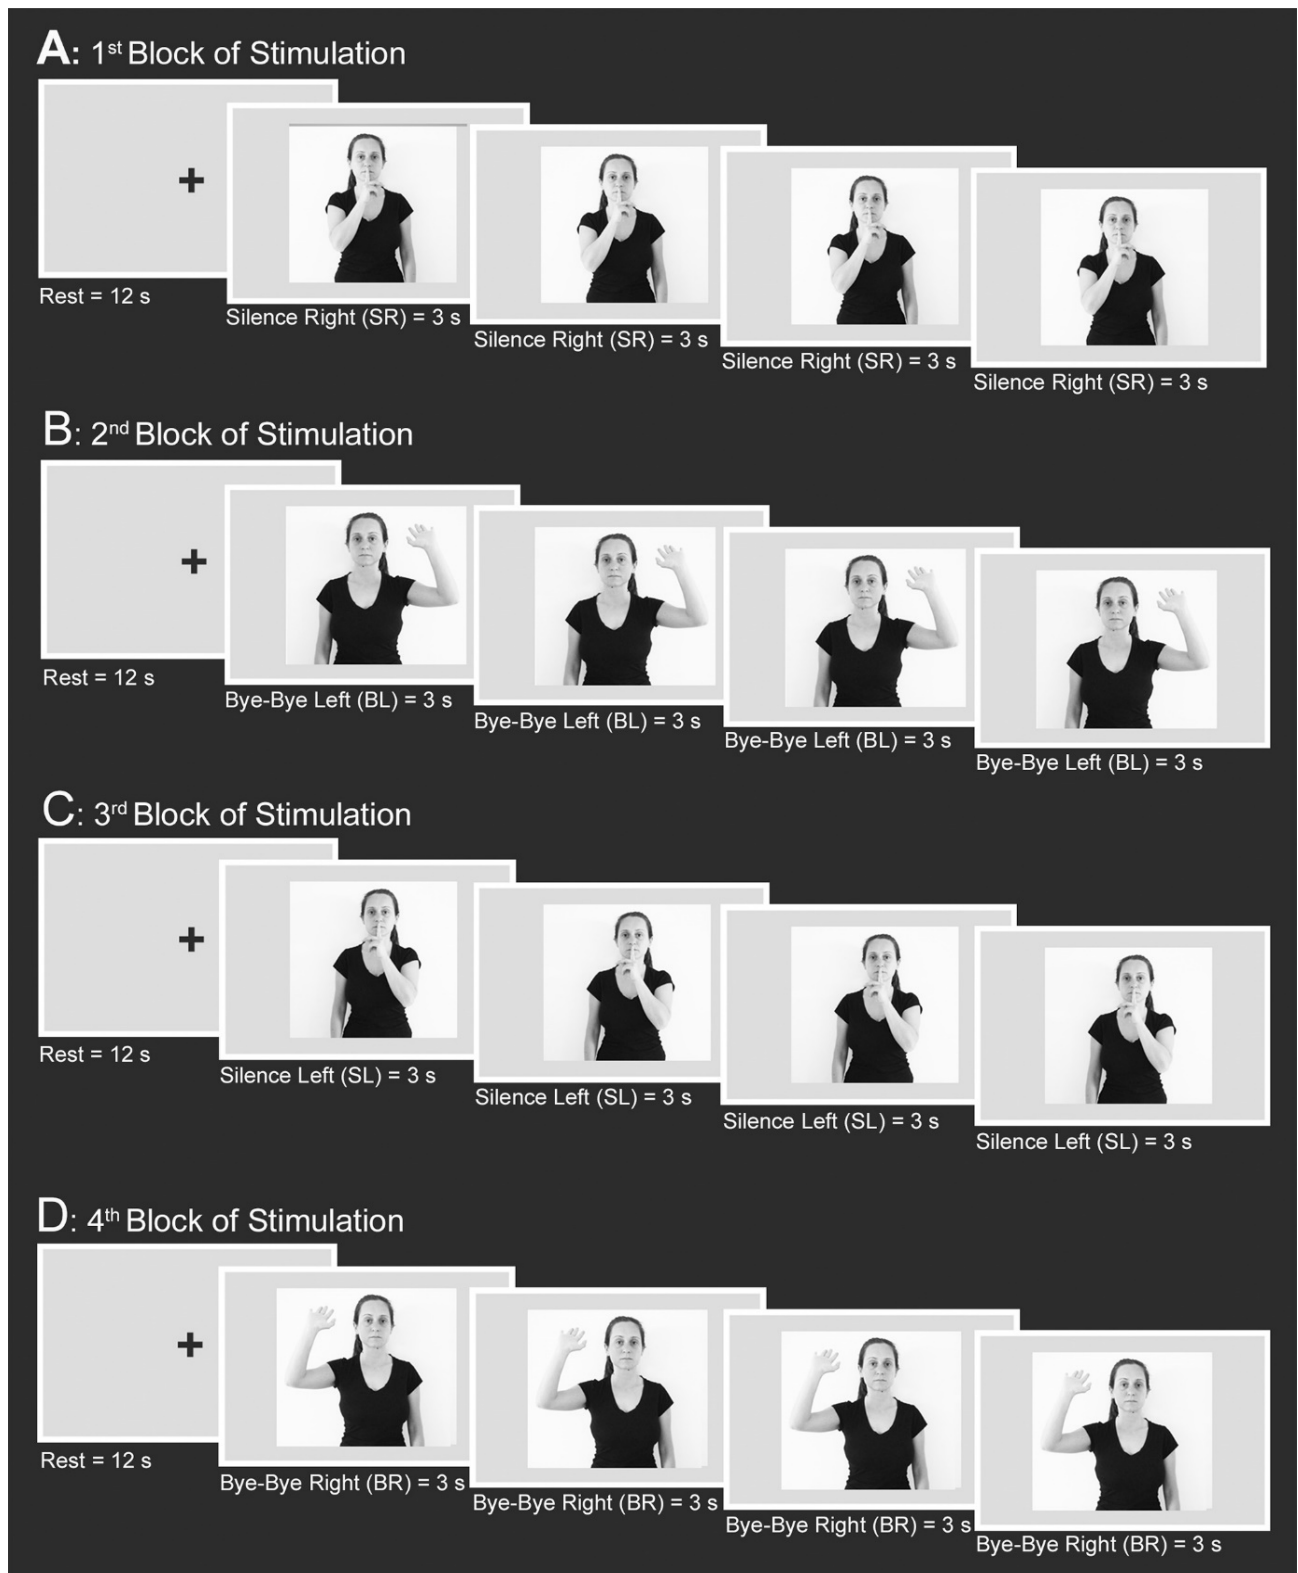 A: 1st Block of Stimulation
+
Rest = 12 s
Silence Right (SR) = 3 s
Silence Right (SR) = 3 s
Silence Right (SR) = 3 s
Silence Right (SR) = 3 s
B: 2nd Block of Stimulation
+
Rest = 12 s
Bye-Bye Left (BL) = 3 s
Bye-Bye Left (BL) = 3 s
Bye-Bye Left (BL) = 3 s
Bye-Bye Left (BL) = 3 s
C: 3rd Block of Stimulation
+
Rest = 12 s
Silence Left (SL) = 3 s
Silence Left (SL) = 3 s
Silence Left (SL) = 3 s
Silence Left (SL) = 3 s
D: 4th Block of Stimulation
+
Rest = 12 s
Bye-Bye Right (BR) = 3 s
Bye-Bye Right (BR) = 3 s
Bye-Bye Right (BR) = 3 s
Bye-Bye Right (BR) = 3 s